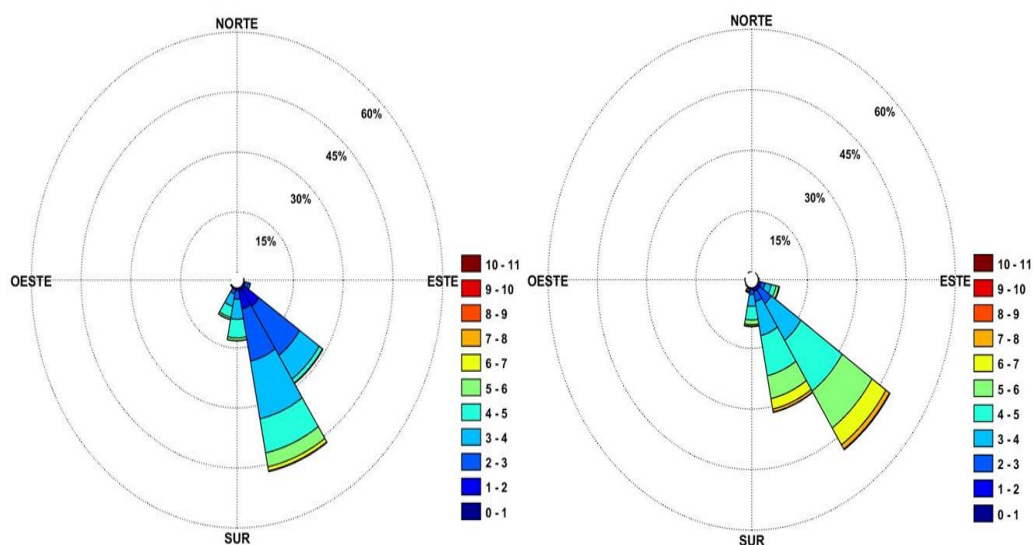 NORTE
60%
45%
30%
15%
OESTE
ESTE
SUR
10 - 11
9 - 10
8 - 9
7 - 8
6 - 7
5 - 6
4 - 5
3 - 4
2 - 3
1 - 2
0 - 1
NORTE
60%
45%
30%
15%
OESTE
ESTE
SUR
10 - 11
9 - 10
8 - 9
7 - 8
6 - 7
5 - 6
4 - 5
3 - 4
2 - 3
1 - 2
0 - 1